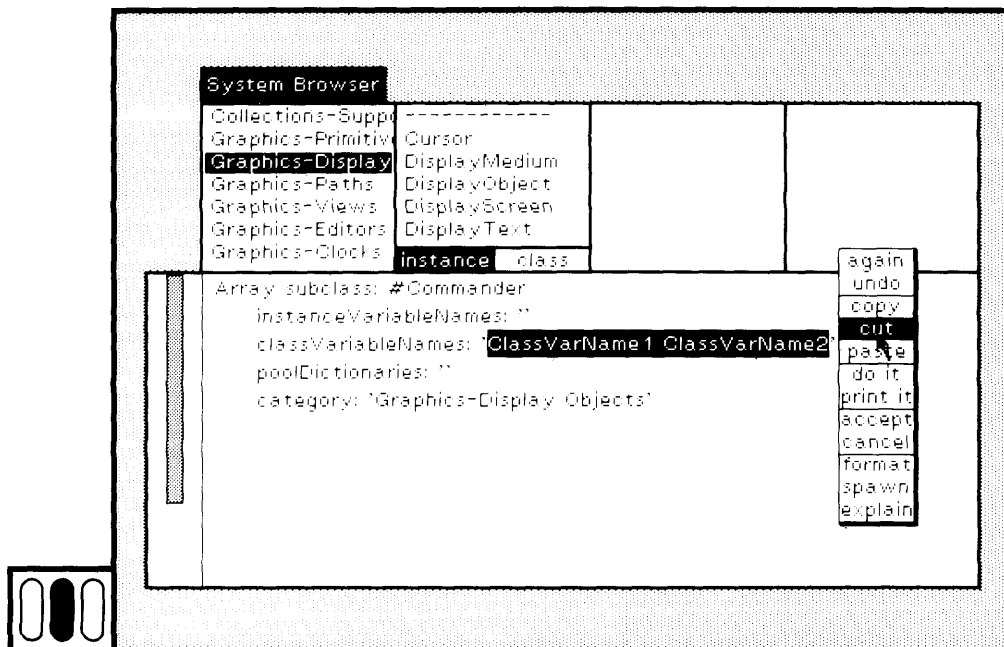 System Browser
Collections-Suppo
Graphics-Primitiv
Graphics-Display
Graphics-Paths
Graphics-Views
Graphics-Editors
Graphics-Clocks
------------
Cursor
DisplayMedium
DisplayObject
DisplayScreen
DisplayText
instance class
Array subclass: #Commander
instanceVariableNames: ''
classVariableNames: 'ClassVarName1 ClassVarName2'
poolDictionaries: ''
category: 'Graphics-Display Objects'
again
undo
copy
cut
paste
do it
print it
accept
cancel
format
spawn
explain